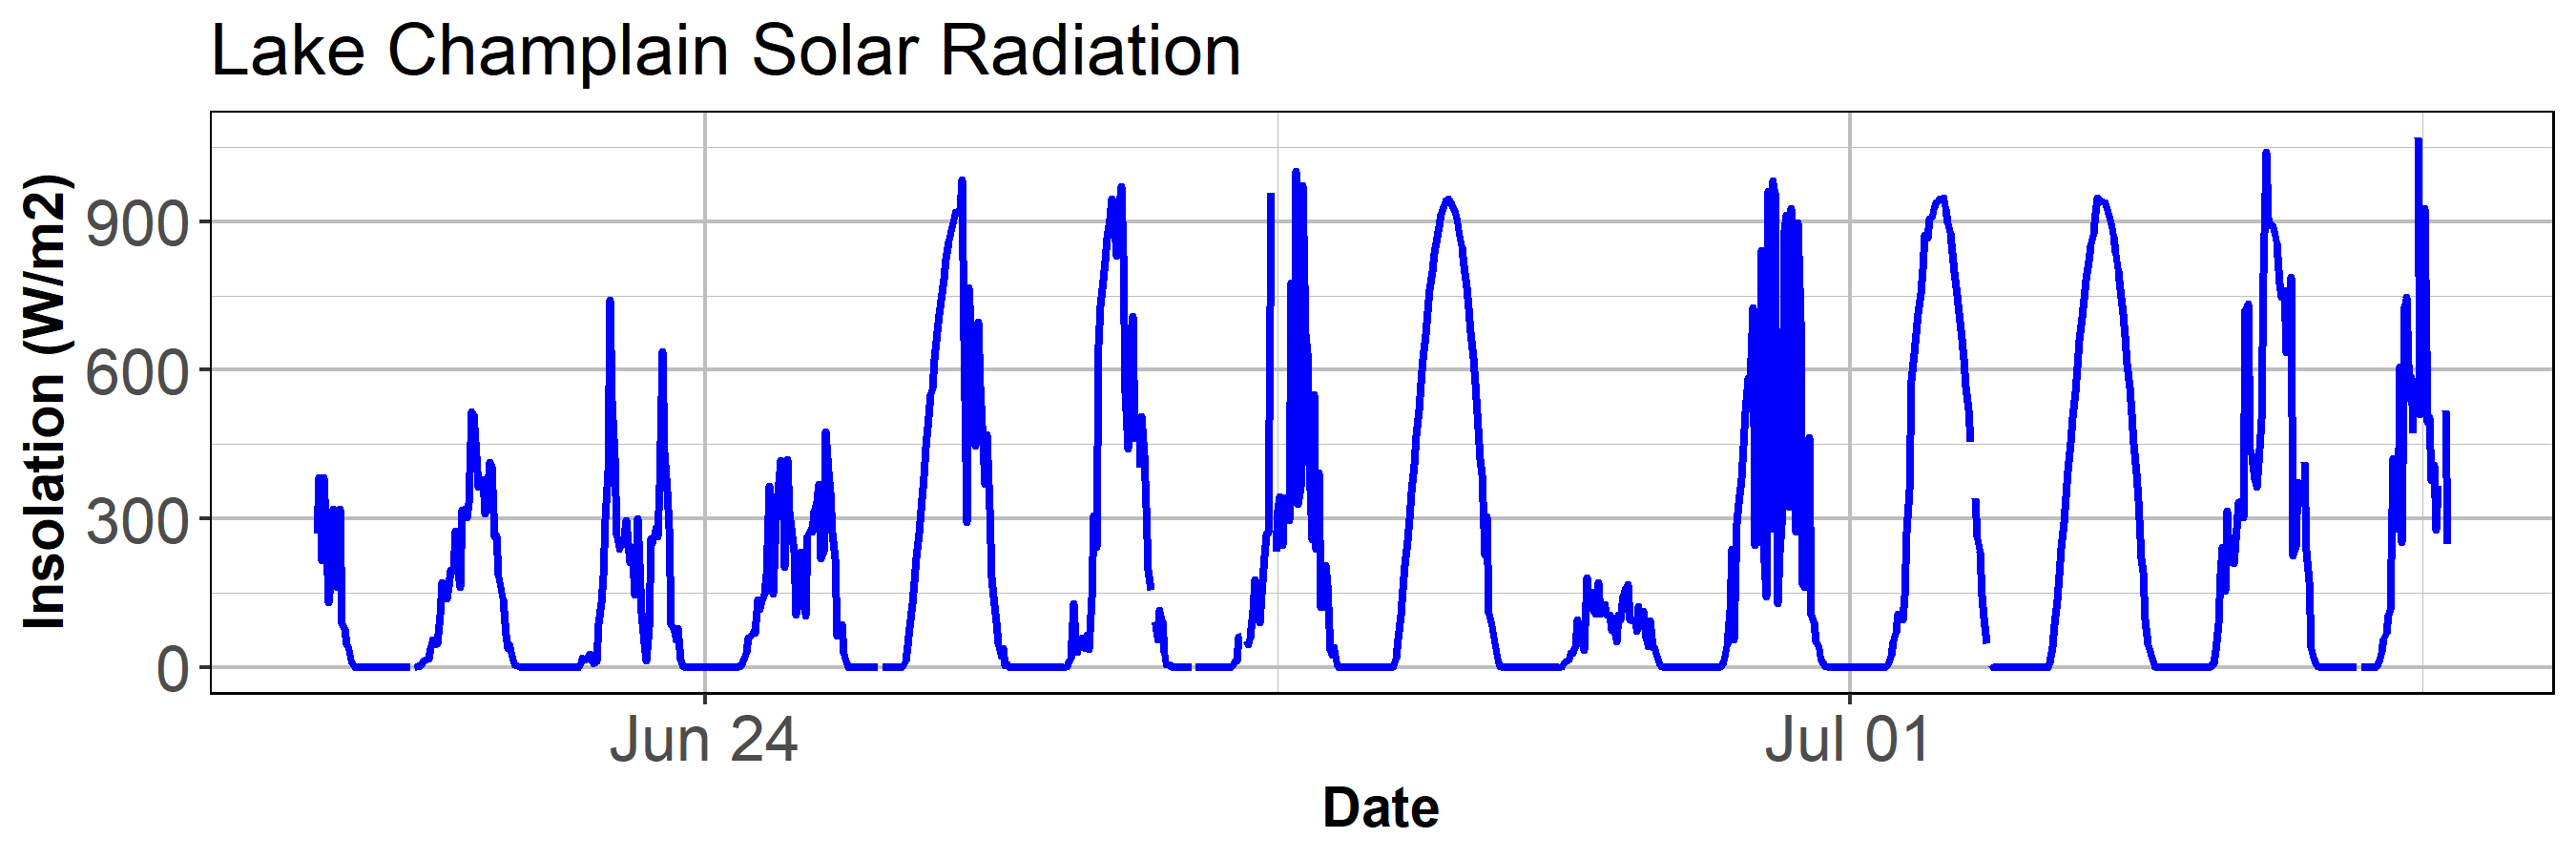 Lake Champlain Solar Radiation
Insolation (W/m2)
900
600
300
0
Jun 24
Jul 01
Date